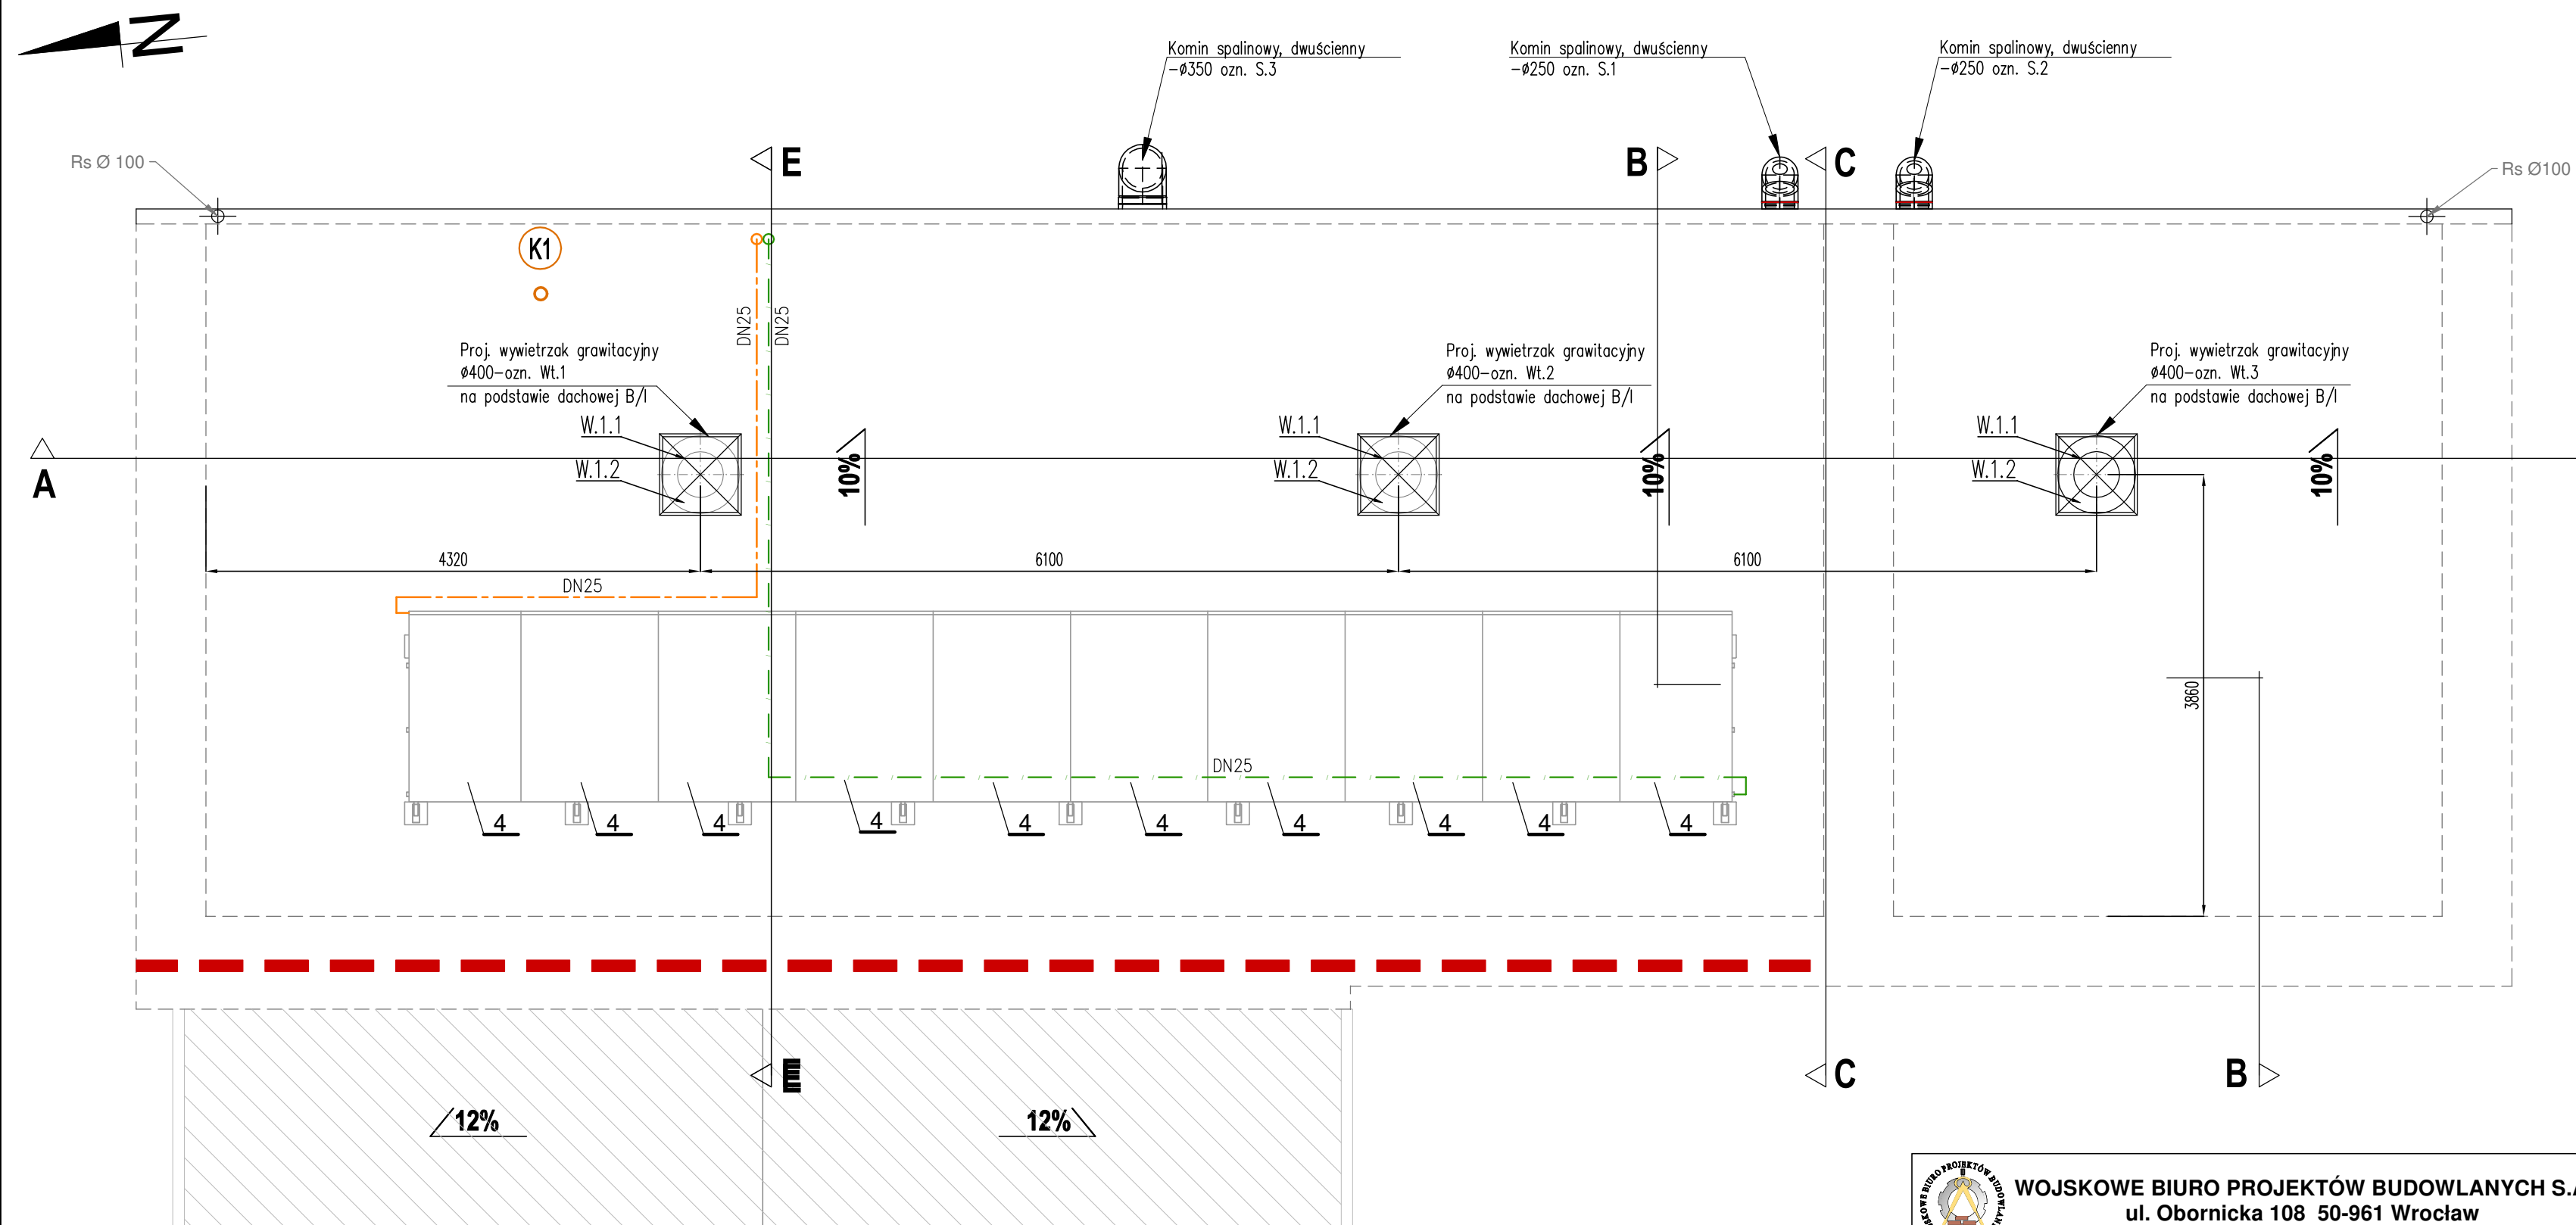 N
Komin spalinowy, dwuścienny
-ø350 ozn. S.3
Komin spalinowy, dwuścienny
-ø250 ozn. S.1
Komin spalinowy, dwuścienny
-ø250 ozn. S.2
Rs Ø 100
E
B
C
Rs Ø100
K1
DN25
DN25
Proj. wywietrzak grawitacyjny
ø400-ozn. Wt.1
na podstawie dachowej B/I
Proj. wywietrzak grawitacyjny
ø400-ozn. Wt.2
na podstawie dachowej B/I
Proj. wywietrzak grawitacyjny
ø400-ozn. Wt.3
na podstawie dachowej B/I
W.1.1
W.1.2
W.1.1
W.1.2
W.1.1
W.1.2
A
10%
10%
10%
4320
6100
6100
DN25
3860
DN25
4
4
4
4
4
4
4
4
4
4
E
C
B
12%
12%
WOJSKOWE BIURO PROJEKTÓW BUDOWLANYCH S.A
ul. Obornicka 108 50-961 Wrocław